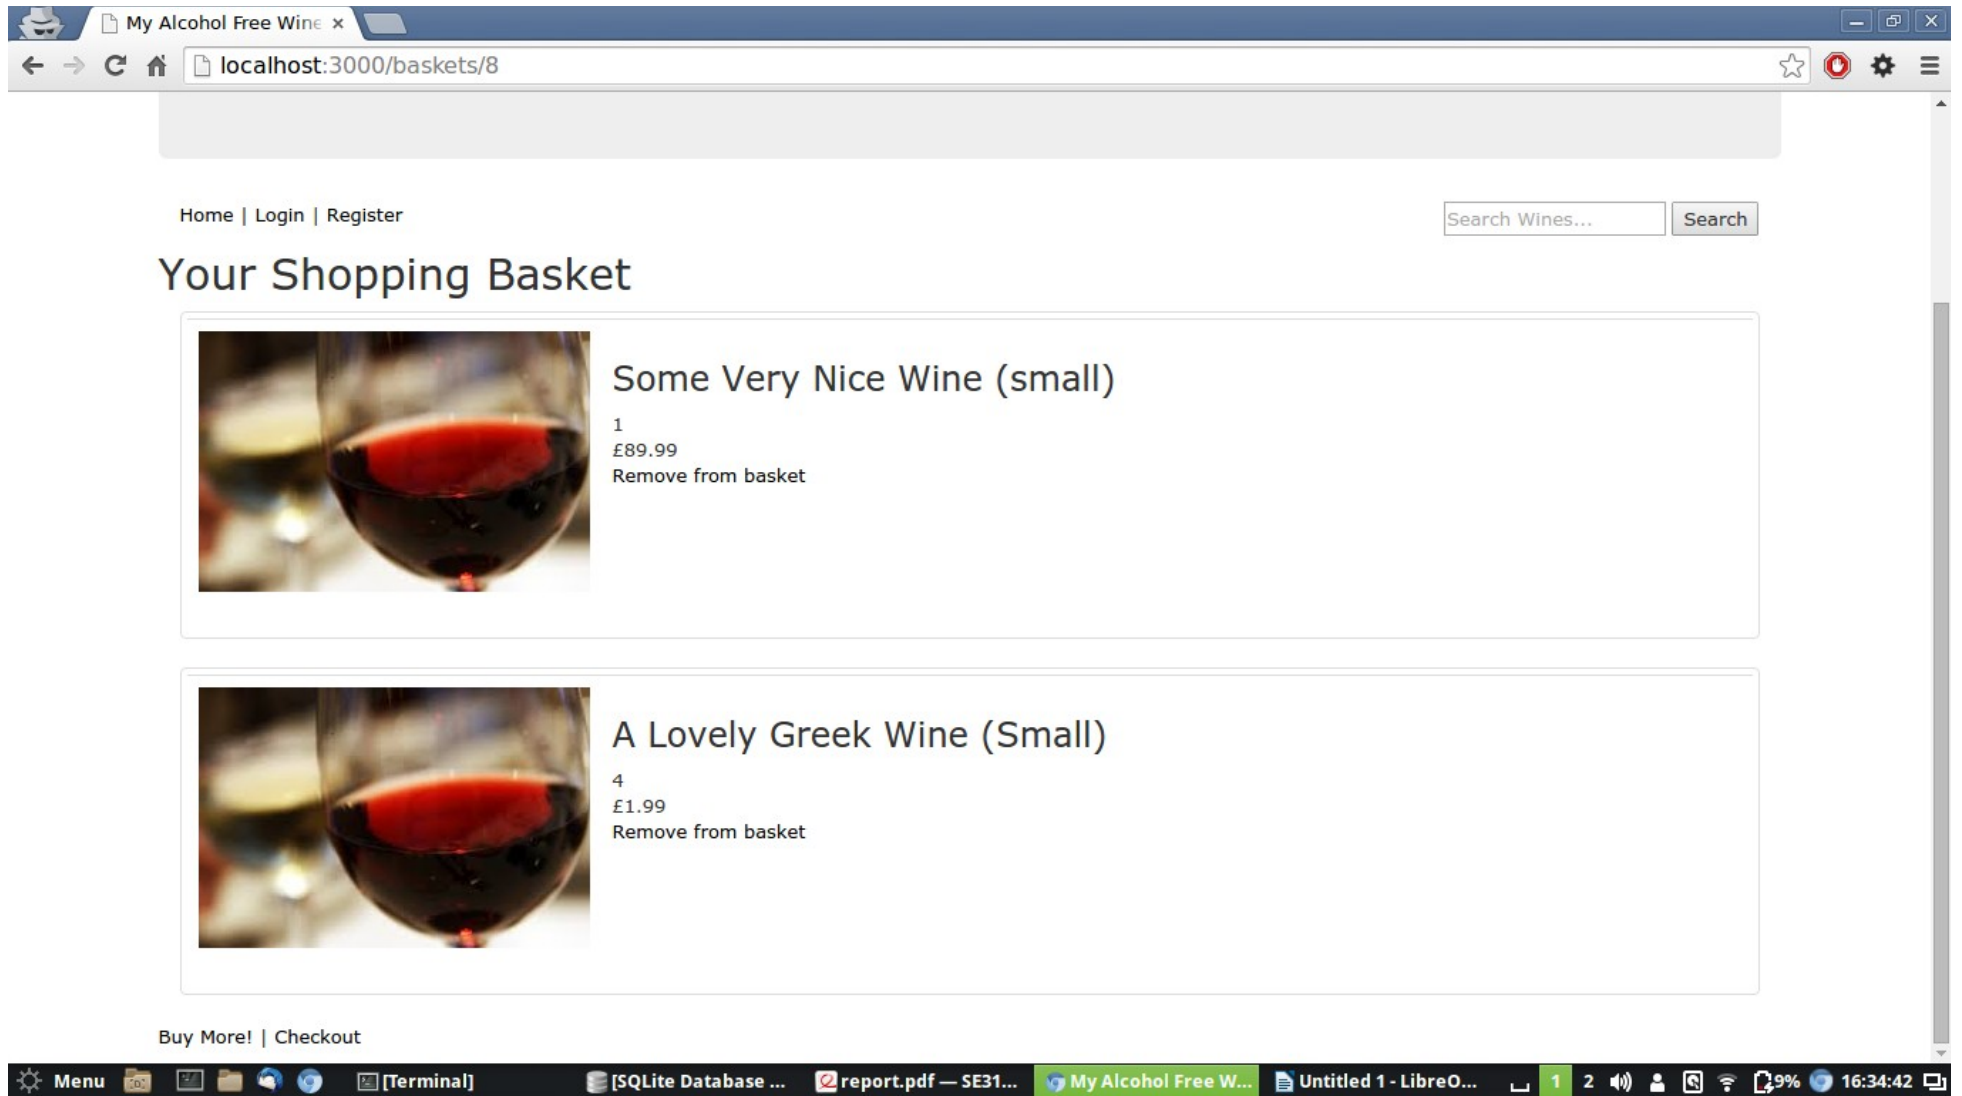 My Alcohol Free Wine
localhost:3000/baskets/8
Home | Login | Register
Search Wines...
Search
Your Shopping Basket
Some Very Nice Wine (small)
1
£89.99
Remove from basket
A Lovely Greek Wine (Small)
4
£1.99
Remove from basket
Buy More! | Checkout
Menu [Terminal] [SQLite Database ... report.pdf — SE31... My Alcohol Free W... Untitled 1 - LibreO... 1 2 9% 16:34:42